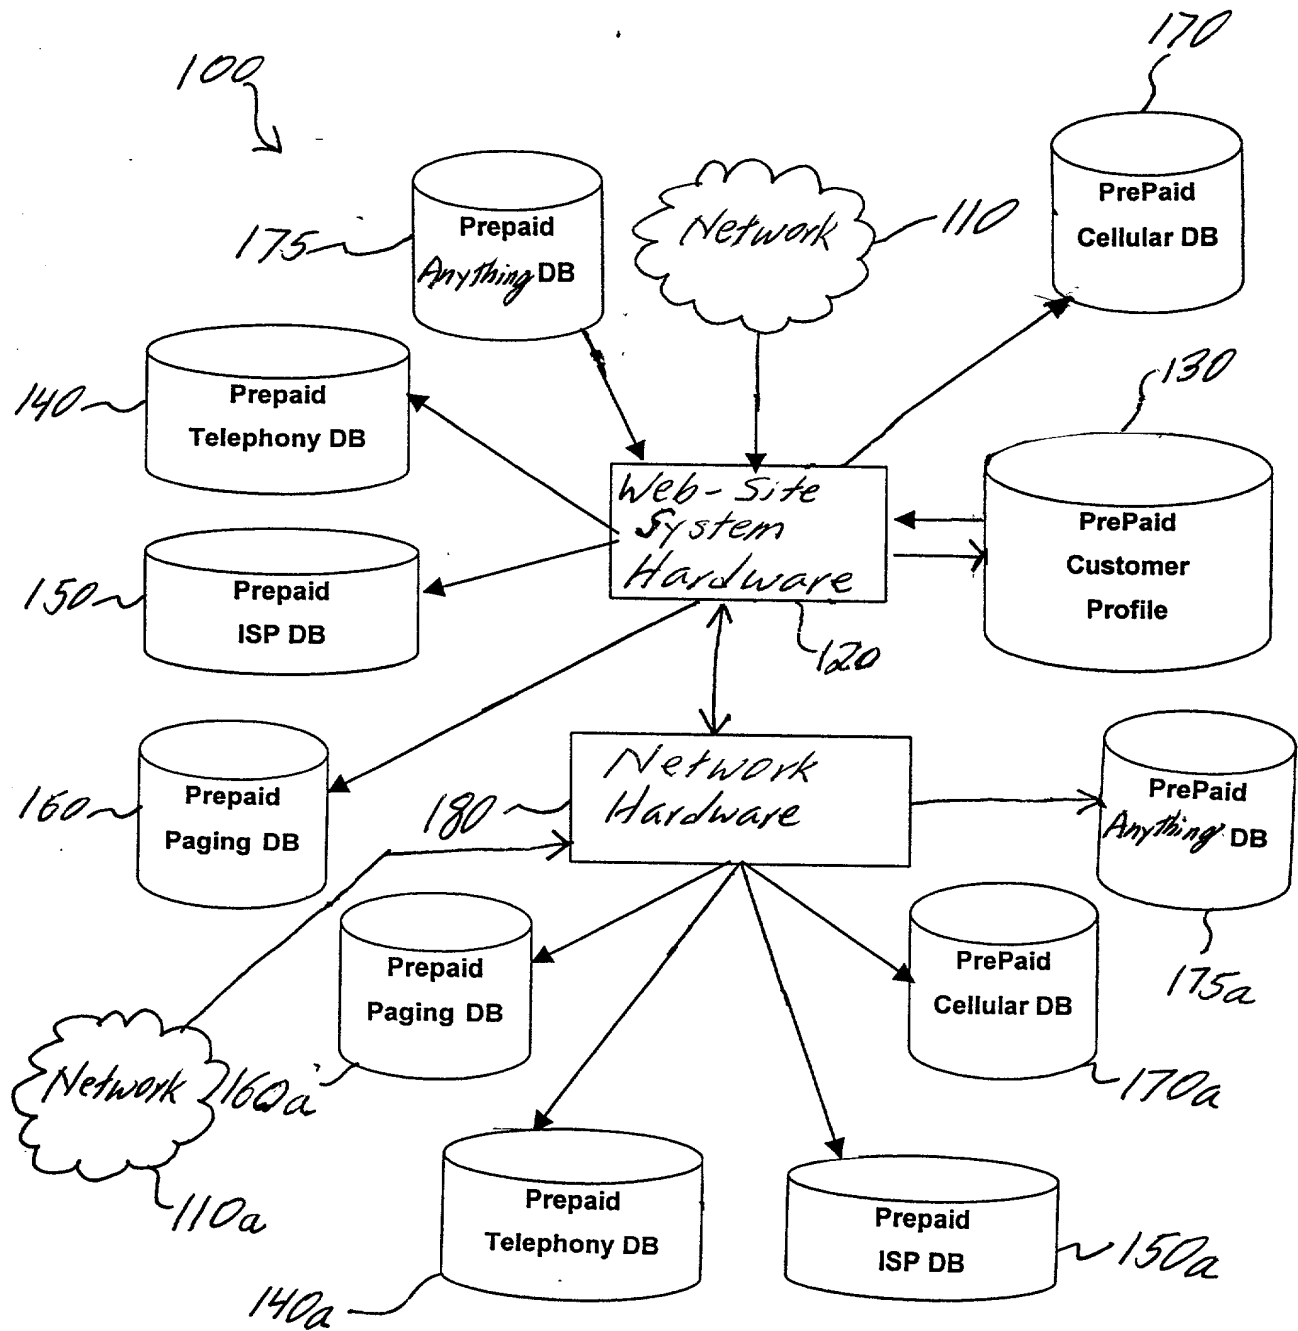 100
170
Prepaid
Anything DB
175
Network
110
PrePaid
Cellular DB
140
Prepaid
Telephony DB
130
Web-Site
System
Hardware
120
PrePaid
Customer
Profile
150
Prepaid
ISP DB
160
Prepaid
Paging DB
180
Network
Hardware
PrePaid
Anything DB
175a
Prepaid
Paging DB
160a
PrePaid
Cellular DB
170a
Network
110a
Prepaid
Telephony DB
140a
Prepaid
ISP DB
150a